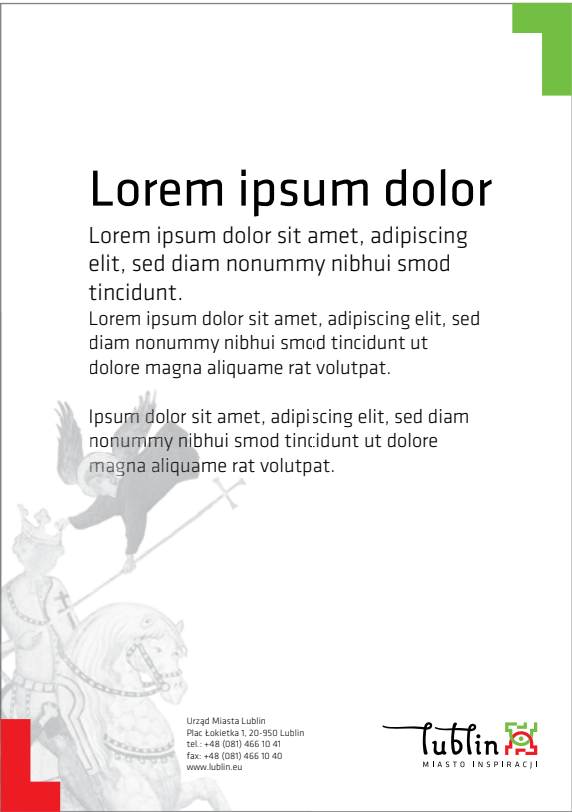 Lorem ipsum dolor
Lorem ipsum dolor sit amet, adipiscing
elit, sed diam nonummy nibhui smod
tincidunt.
Lorem ipsum dolor sit amet, adipiscing elit, sed
diam nonummy nibhui smod tincidunt ut
dolore magna aliquame rat volutpat.
Ipsum dolor sit amet, adipiscing elit, sed diam
nonummy nibhui smod tincidunt ut dolore
magna aliquame rat volutpat.
Urząd Miasta Lublin
Plac Łokietka 1, 20-950 Lublin
tel.: +48 (081) 466 10 41
fax: +48 (081) 466 10 40
www.lublin.eu
lublin
MIASTO INSPIRACJI